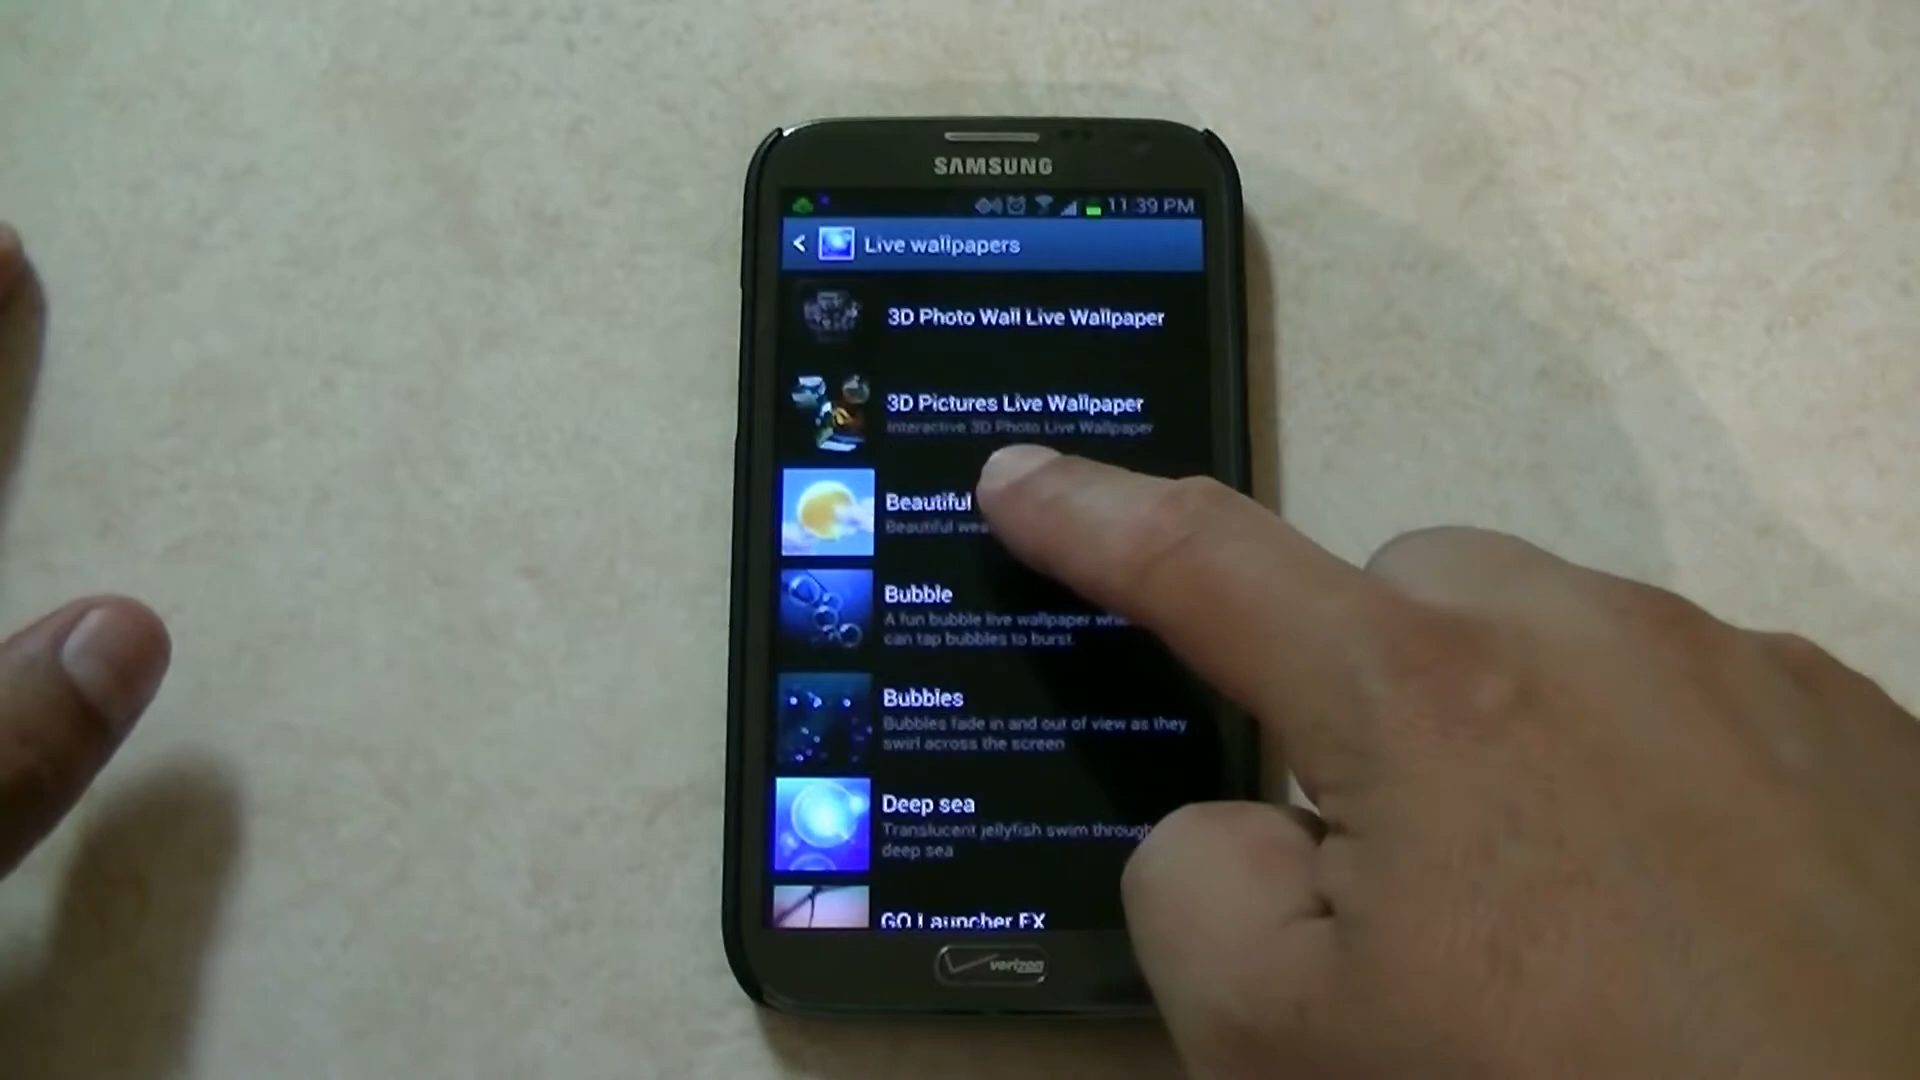 SAMSUNG
11:39 PM
Live wallpapers
3D Photo Wall Live Wallpaper
3D Pictures Live Wallpaper
Interactive 3D Photo Live Wallpaper
Beautiful
Beautiful
Bubble
A fun bubble live wallpaper
can tap bubbles to burst.
Bubbles
Bubbles fade in and out of view as they
swirl across the screen
Deep sea
Translucent jellyfish swim through
deep sea
GO Launcher EX
verizon